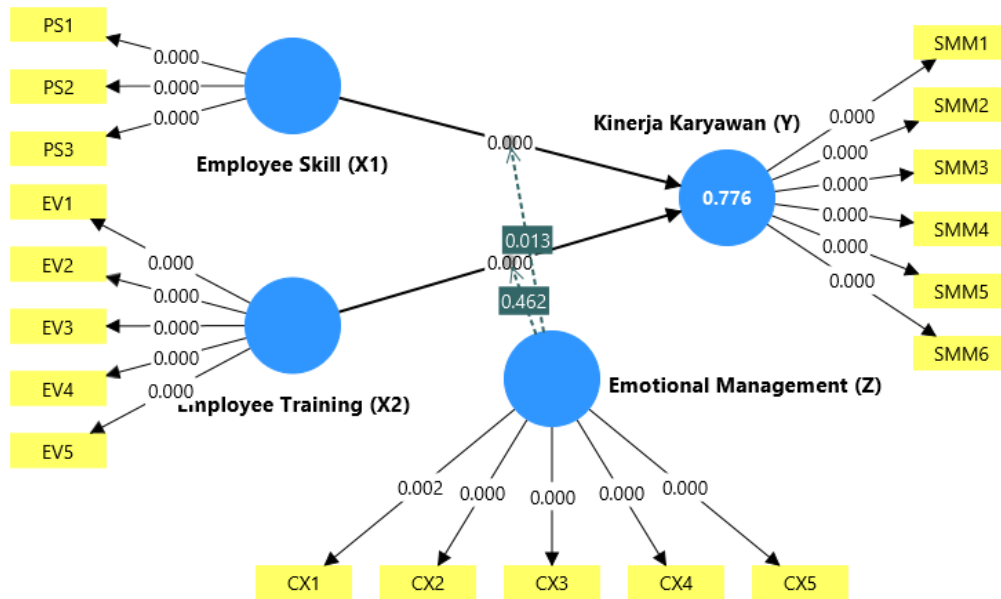 PS1
0.000
PS2
0.000
PS3
0.000
Employee Skill (X1)
EV1
0.000
EV2
0.000
EV3
0.000
EV4
0.000
EV5
0.000
Employee Training (X2)
0.000
0.013
0.000
0.462
Kinerja Karyawan (Y)
0.776
SMM1
0.000
SMM2
0.000
SMM3
0.000
SMM4
0.000
SMM5
0.000
SMM6
0.000
Emotional Management (Z)
0.002
0.000
0.000
0.000
0.000
CX1
CX2
CX3
CX4
CX5